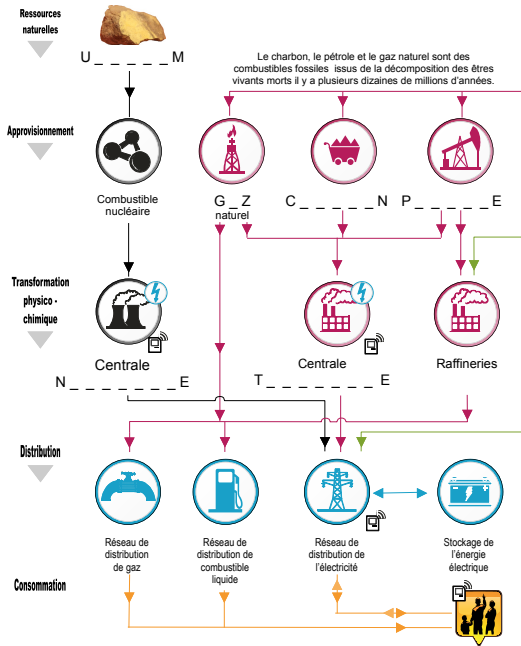 Ressources
naturelles
U _ _ _ _ _ M
Le charbon, le pétrole et le gaz naturel sont des
combustibles fossiles issus de la décomposition des êtres
vivants morts il y a plusieurs dizaines de millions d'années.
Approvisionnement
Combustible
nucléaire
G _ Z
naturel
C _ _ _ _ _ N
P _ _ _ _ _ E
Transformation
physico -
chimique
Centrale
N _ _ _ _ _ _ _ E
Centrale
T _ _ _ _ _ _ E
Raffineries
Distribution
Réseau de
distribution
de gaz
Réseau de
distribution de
combustible
liquide
Réseau de
distribution de
l'électricité
Stockage de
l'énergie
électrique
Consommation